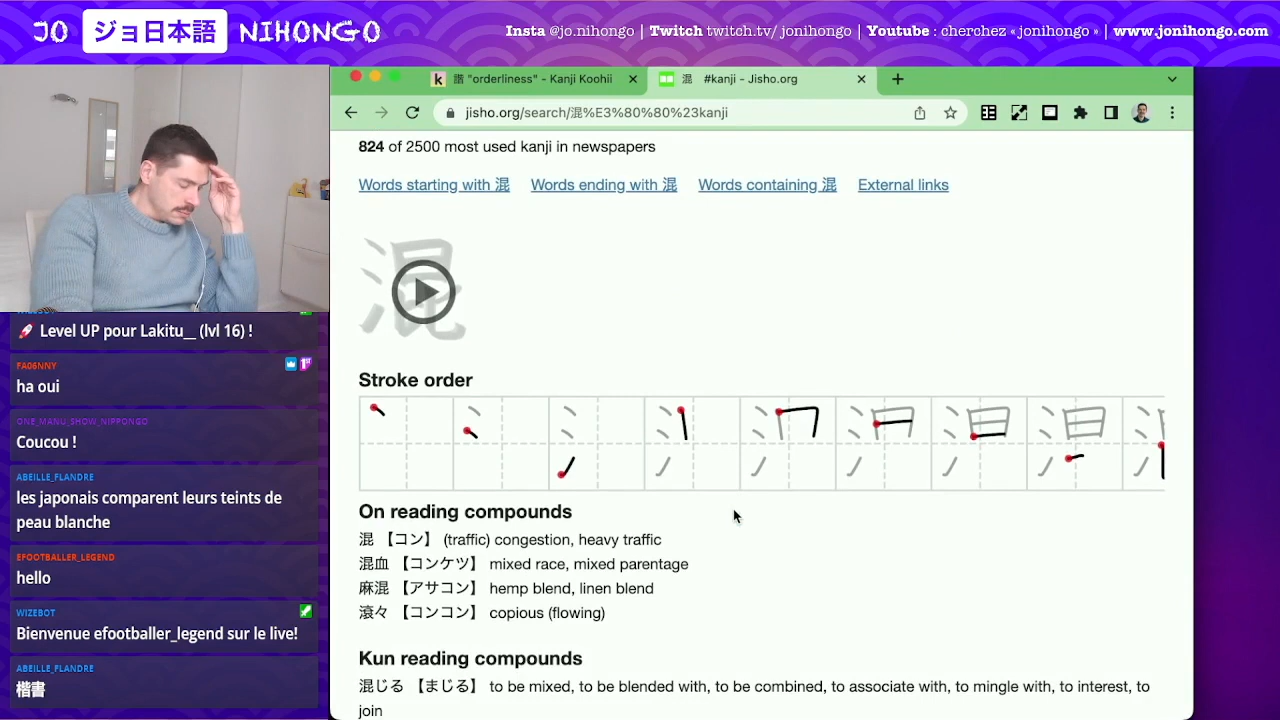 JO ジョ日本語 NIHONGO
Insta @jo.nihongo | Twitch twitch.tv/ jonihongo | Youtube : cherchez « jonihongo » | www.jonihongo.com
k 諧 "orderliness" - Kanji Koohii
混 #kanji - Jisho.org
jisho.org/search/混%E3%80%80%23kanji
824 of 2500 most used kanji in newspapers
Words starting with 混 Words ending with 混 Words containing 混 External links
混
Stroke order
On reading compounds
混 【コン】 (traffic) congestion, heavy traffic
混血 【コンケツ】 mixed race, mixed parentage
麻混 【アサコン】 hemp blend, linen blend
滾々 【コンコン】 copious (flowing)
Kun reading compounds
混じる 【まじる】 to be mixed, to be blended with, to be combined, to associate with, to mingle with, to interest, to
join
🚀 Level UP pour Lakitu__ (lvl 16) !
FA06NNY
ha oui
ONE_MANU_SHOW_NIPPONGO
Coucou !
ABEILLE_FLANDRE
les japonais comparent leurs teints de
peau blanche
EFOOTBALLER_LEGEND
hello
WIZEBOT
Bienvenue efootballer_legend sur le live!
ABEILLE_FLANDRE
楷書